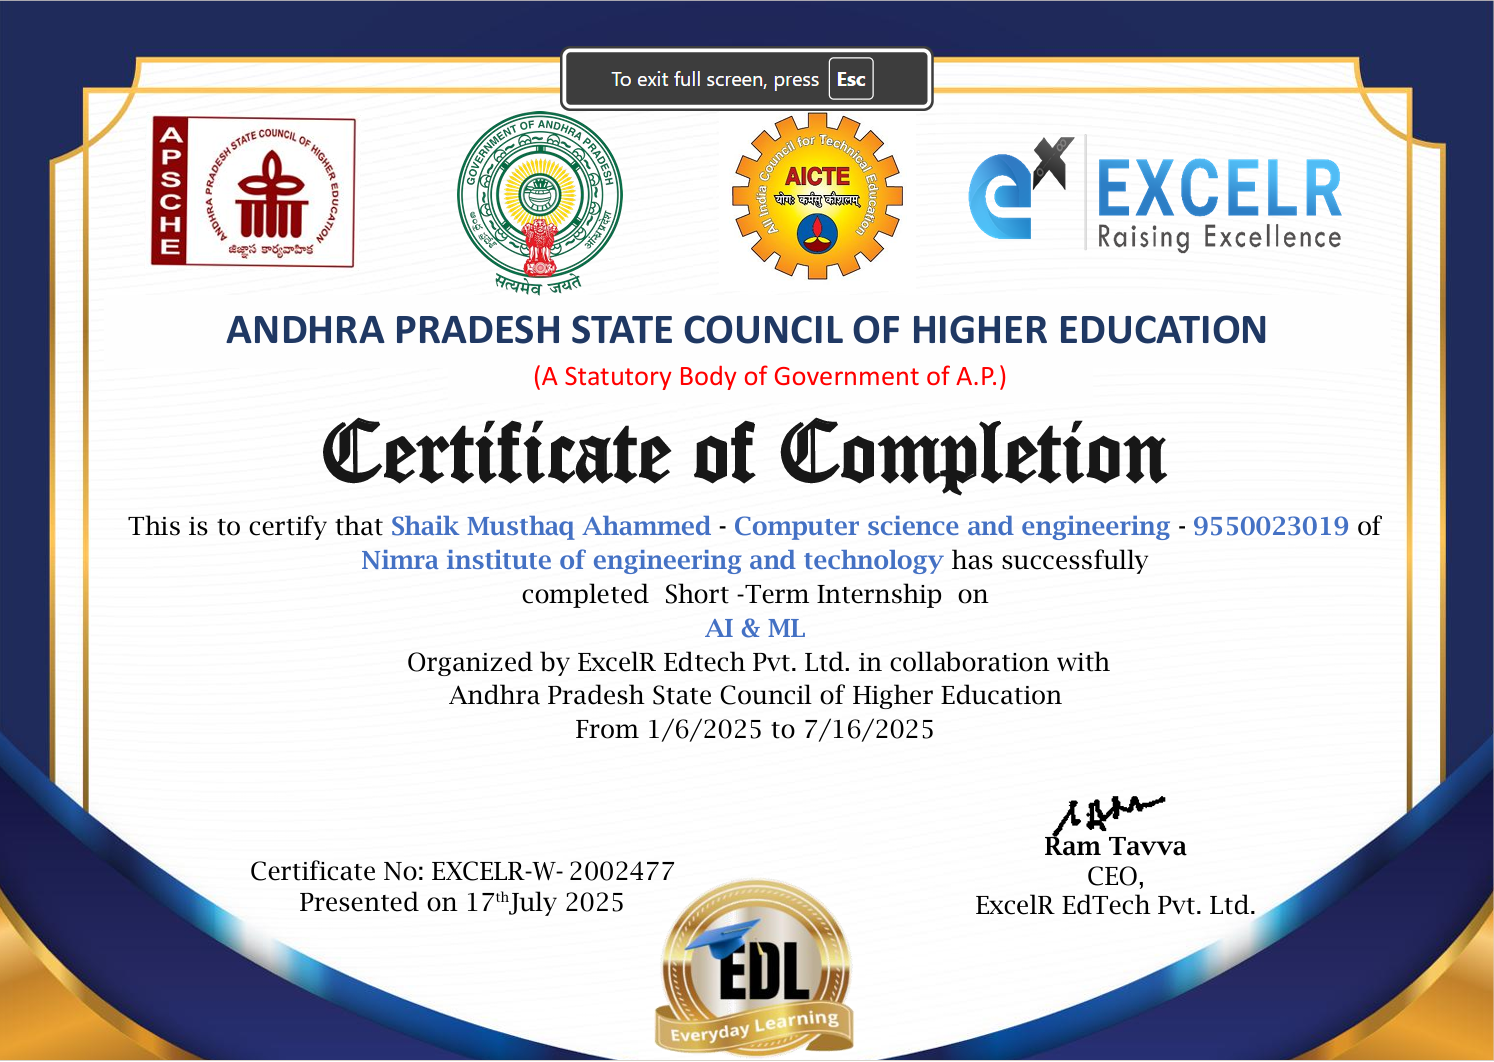 To exit full screen, press Esc
APSCHE
ANDHRA PRADESH STATE COUNCIL OF HIGHER EDUCATION
జిజ్ఞాస కార్యవాహిక
GOVERNMENT OF ANDHRA PRADESH
सत्यमेव जयते
All India Council for Technical Education
AICTE
योगः कर्मसु कौशलम्
EXCELR
Raising Excellence
ANDHRA PRADESH STATE COUNCIL OF HIGHER EDUCATION
(A Statutory Body of Government of A.P.)
Certificate of Completion
This is to certify that Shaik Musthaq Ahammed - Computer science and engineering - 9550023019 of
Nimra institute of engineering and technology has successfully
completed Short -Term Internship on
AI & ML
Organized by ExcelR Edtech Pvt. Ltd. in collaboration with
Andhra Pradesh State Council of Higher Education
From 1/6/2025 to 7/16/2025
Ram Tavva
CEO,
ExcelR EdTech Pvt. Ltd.
Certificate No: EXCELR-W- 2002477
Presented on 17th July 2025
EDL
Everyday Learning